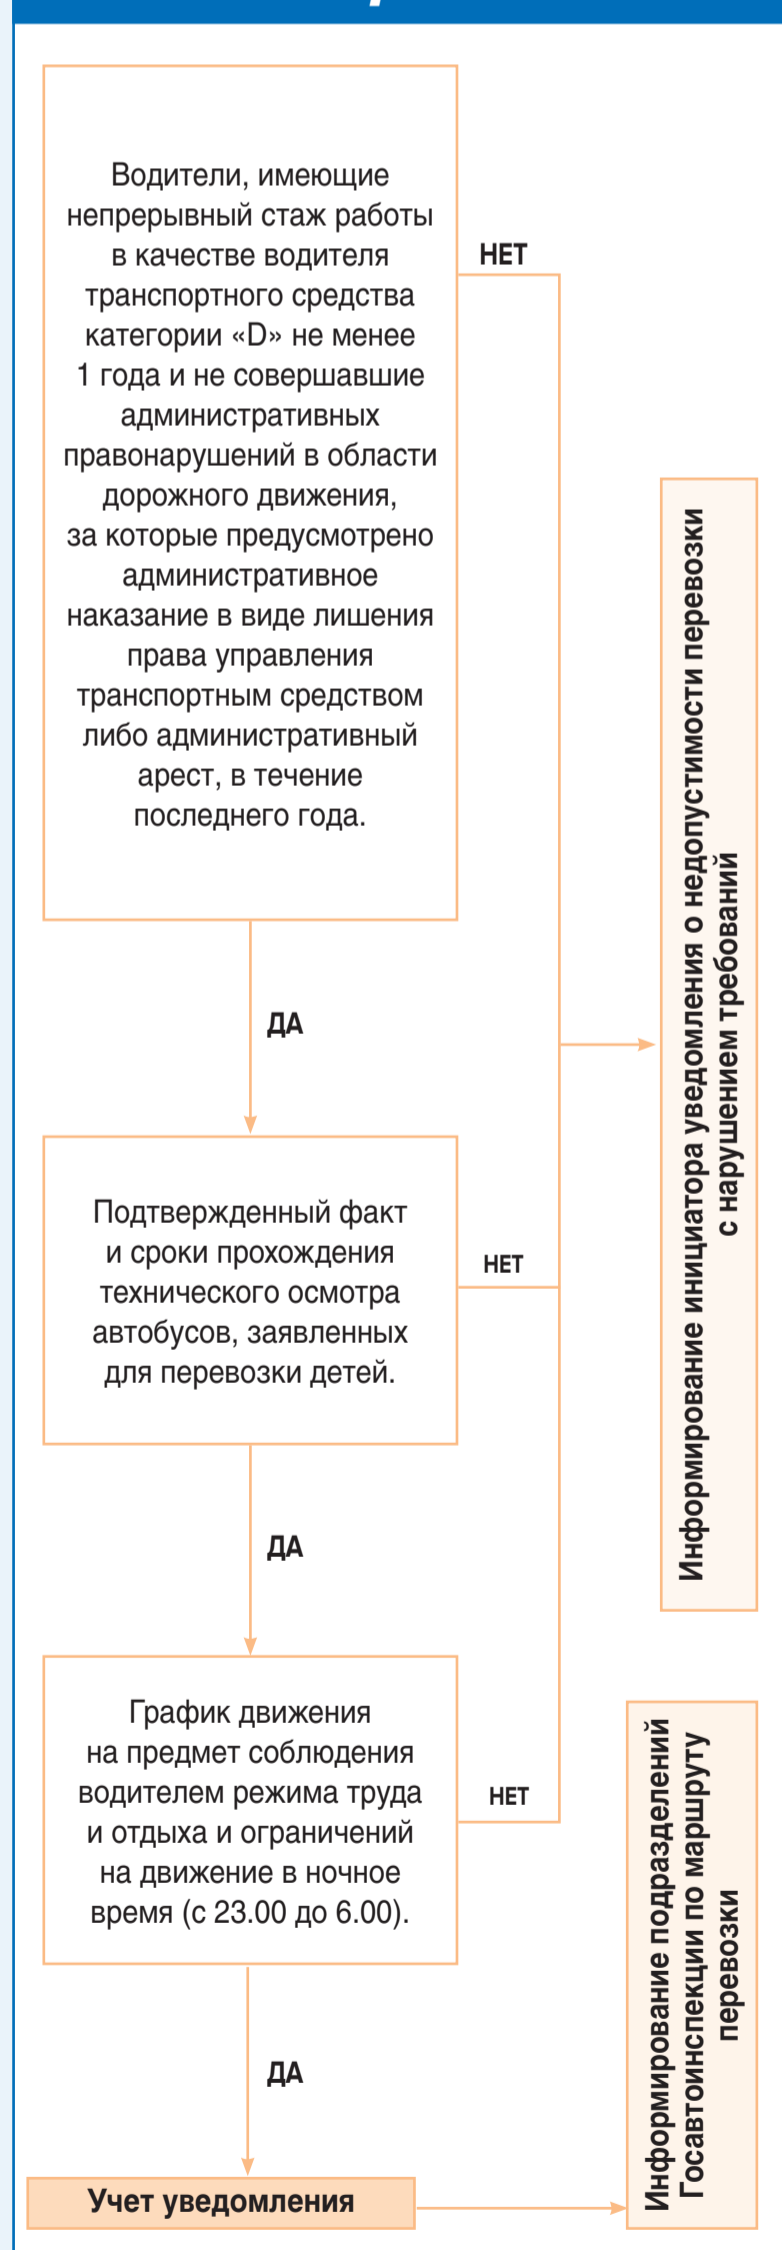 Водители, имеющие
непрерывный стаж работы
в качестве водителя
транспортного средства
категории «D» не менее
1 года и не совершавшие
административных
правонарушений в области
дорожного движения,
за которые предусмотрено
административное
наказание в виде лишения
права управления
транспортным средством
либо административный
арест, в течение
последнего года.
НЕТ
ДА
Подтвержденный факт
и сроки прохождения
технического осмотра
автобусов, заявленных
для перевозки детей.
НЕТ
Информирование инициатора уведомления о недопустимости перевозки
с нарушением требований
ДА
График движения
на предмет соблюдения
водителем режима труда
и отдыха и ограничений
на движение в ночное
время (с 23.00 до 6.00).
НЕТ
ДА
Учет уведомления
Информирование подразделений
Госавтоинспекции по маршруту
перевозки